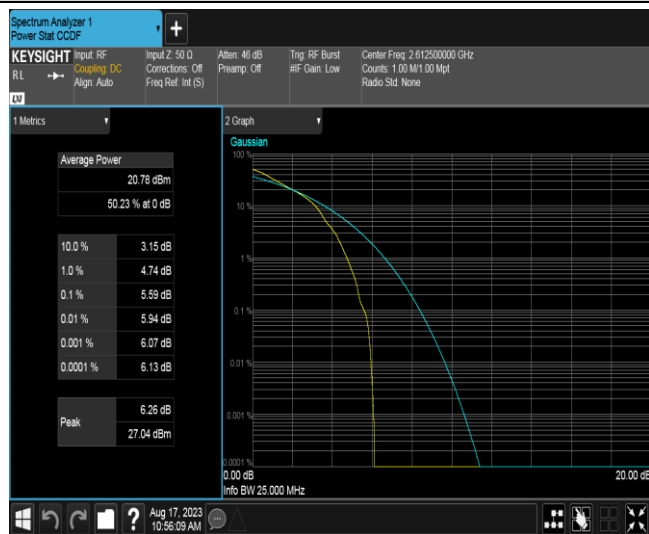 Spectrum Analyzer 1
Power Stat CCDF
+
KEYSIGHT
RL
LXI
Input: RF
Coupling: DC
Align: Auto
Input Z: 50 Ω
Corrections: Off
Freq Ref: Int (S)
Atten: 46 dB
Preamp: Off
Trig: RF Burst
#IF Gain: Low
Center Freq: 2.612500000 GHz
Counts: 1.00 M/1.00 Mpt
Radio Std: None
1 Metrics
Average Power
20.78 dBm
50.23 % at 0 dB
10.0 % 3.15 dB
1.0 % 4.74 dB
0.1 % 5.59 dB
0.01 % 5.94 dB
0.001 % 6.07 dB
0.0001 % 6.13 dB
Peak
6.26 dB
27.04 dBm
2 Graph
Gaussian
100 %
10 %
1 %
0.1 %
0.01 %
0.001 %
0.0001 %
0.00 dB
20.00 dB
Info BW 25.000 MHz
?
Aug 17, 2023
10:56:09 AM